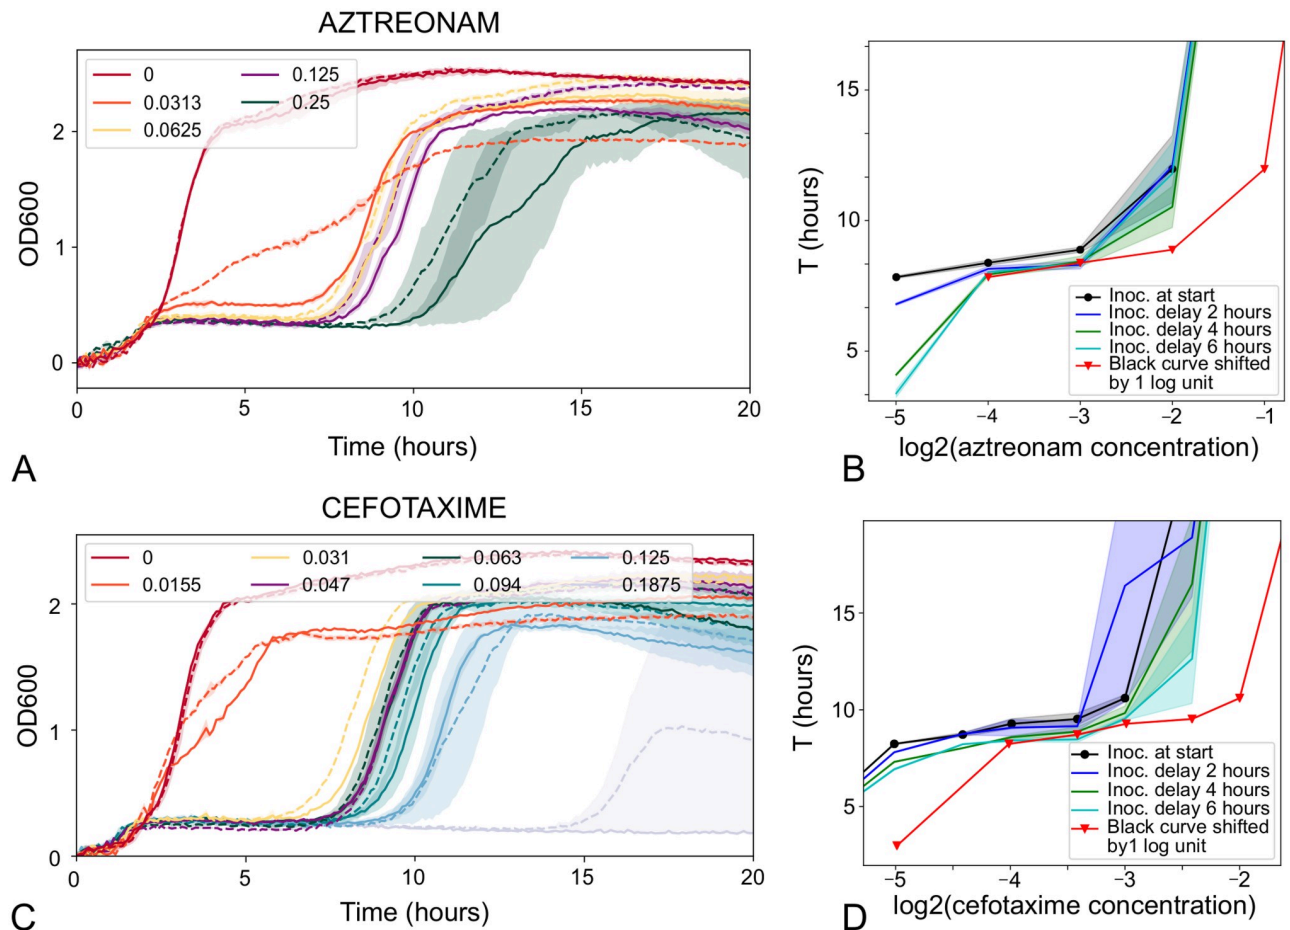 AZTREONAM
0
0.0313
0.0625
0.125
0.25
OD600
2
1
0
0
5
10
15
20
Time (hours)
A
T (hours)
15
10
5
Inoc. at start
Inoc. delay 2 hours
Inoc. delay 4 hours
Inoc. delay 6 hours
Black curve shifted
by 1 log unit
−5
−4
−3
−2
−1
log2(aztreonam concentration)
B
CEFOTAXIME
0
0.0155
0.031
0.047
0.063
0.094
0.125
0.1875
OD600
2
1
0
0
5
10
15
20
Time (hours)
C
T (hours)
15
10
5
Inoc. at start
Inoc. delay 2 hours
Inoc. delay 4 hours
Inoc. delay 6 hours
Black curve shifted
by1 log unit
−5
−4
−3
−2
log2(cefotaxime concentration)
D